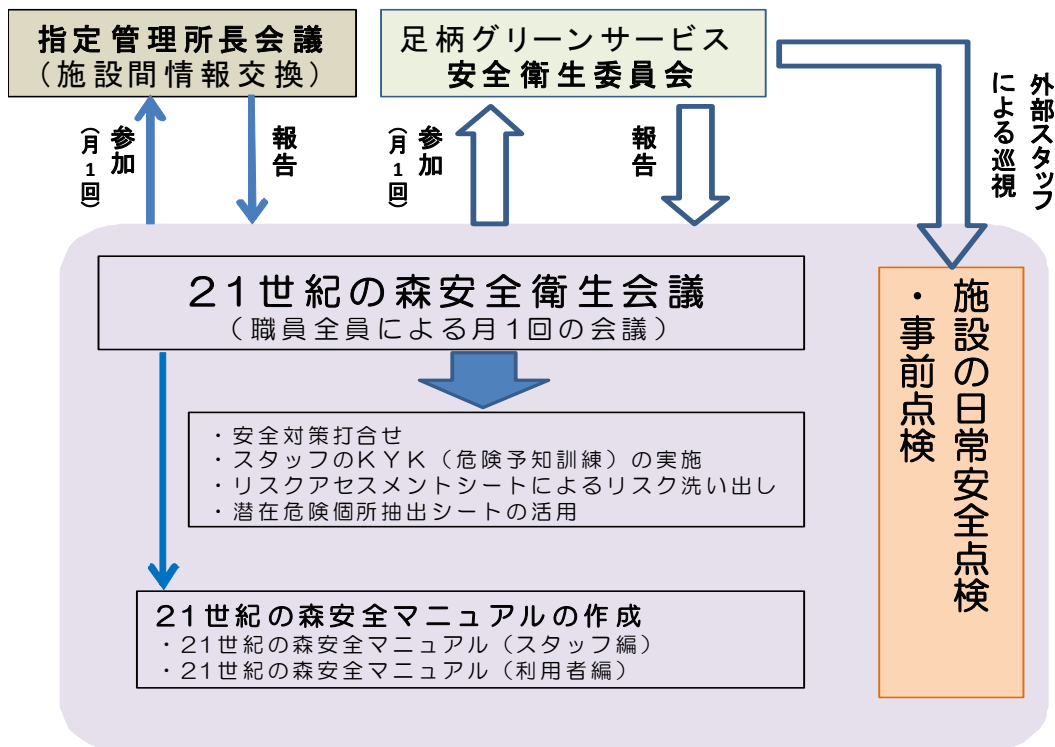 指定管理所長会議
（施設間情報交換）
足柄グリーンサービス
安全衛生委員会
外部スタッフ
による巡視
参加
（月1回）
報告
参加
（月1回）
報告
21世紀の森安全衛生会議
（職員全員による月1回の会議）
・安全対策打合せ
・スタッフのKYK（危険予知訓練）の実施
・リスクアセスメントシートによるリスク洗い出し
・潜在危険個所抽出シートの活用
21世紀の森安全マニュアルの作成
・21世紀の森安全マニュアル（スタッフ編）
・21世紀の森安全マニュアル（利用者編）
施設の日常安全点検
・事前点検